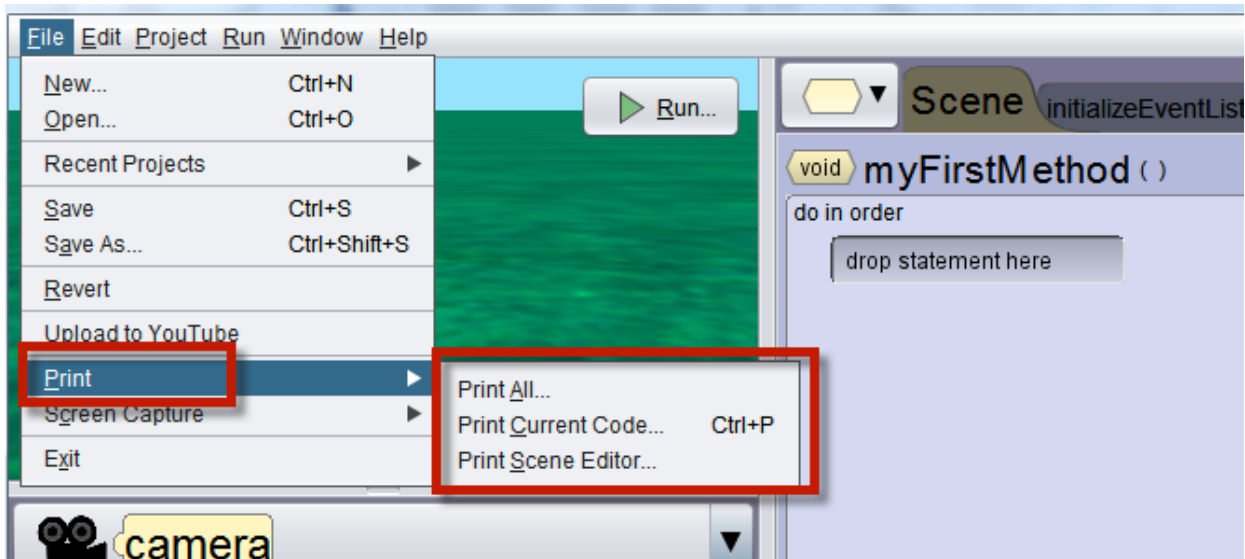 File Edit Project Run Window Help
New... Ctrl+N
Open... Ctrl+O
Recent Projects
Save Ctrl+S
Save As... Ctrl+Shift+S
Revert
Upload to YouTube
Print
Screen Capture
Exit
Print All...
Print Current Code... Ctrl+P
Print Scene Editor...
Run...
camera
Scene initializeEventList
void myFirstMethod ( )
do in order
drop statement here